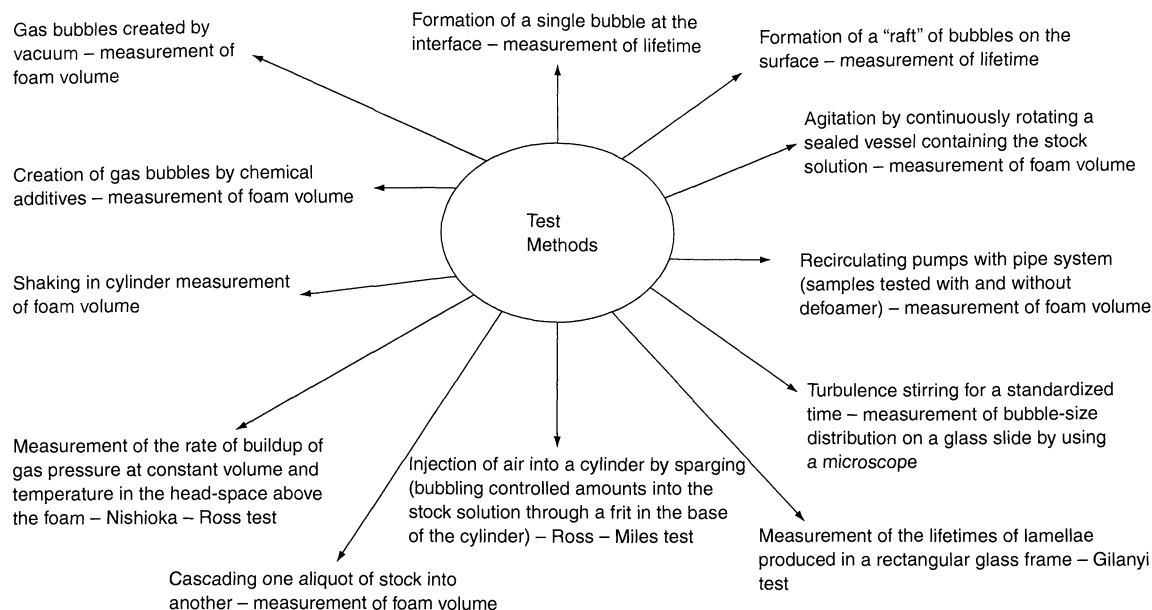 Gas bubbles created by
vacuum – measurement of
foam volume
Formation of a single bubble at the
interface – measurement of lifetime
Formation of a “raft” of bubbles on the
surface – measurement of lifetime
Agitation by continuously rotating a
sealed vessel containing the stock
solution – measurement of foam volume
Creation of gas bubbles by chemical
additives – measurement of foam volume
Test
Methods
Recirculating pumps with pipe system
(samples tested with and without
defoamer) – measurement of foam volume
Shaking in cylinder measurement
of foam volume
Turbulence stirring for a standardized
time – measurement of bubble-size
distribution on a glass slide by using
a microscope
Measurement of the rate of buildup of
gas pressure at constant volume and
temperature in the head-space above
the foam – Nishioka – Ross test
Injection of air into a cylinder by sparging
(bubbling controlled amounts into the
stock solution through a frit in the base
of the cylinder) – Ross – Miles test
Measurement of the lifetimes of lamellae
produced in a rectangular glass frame – Gilanyi
test
Cascading one aliquot of stock into
another – measurement of foam volume